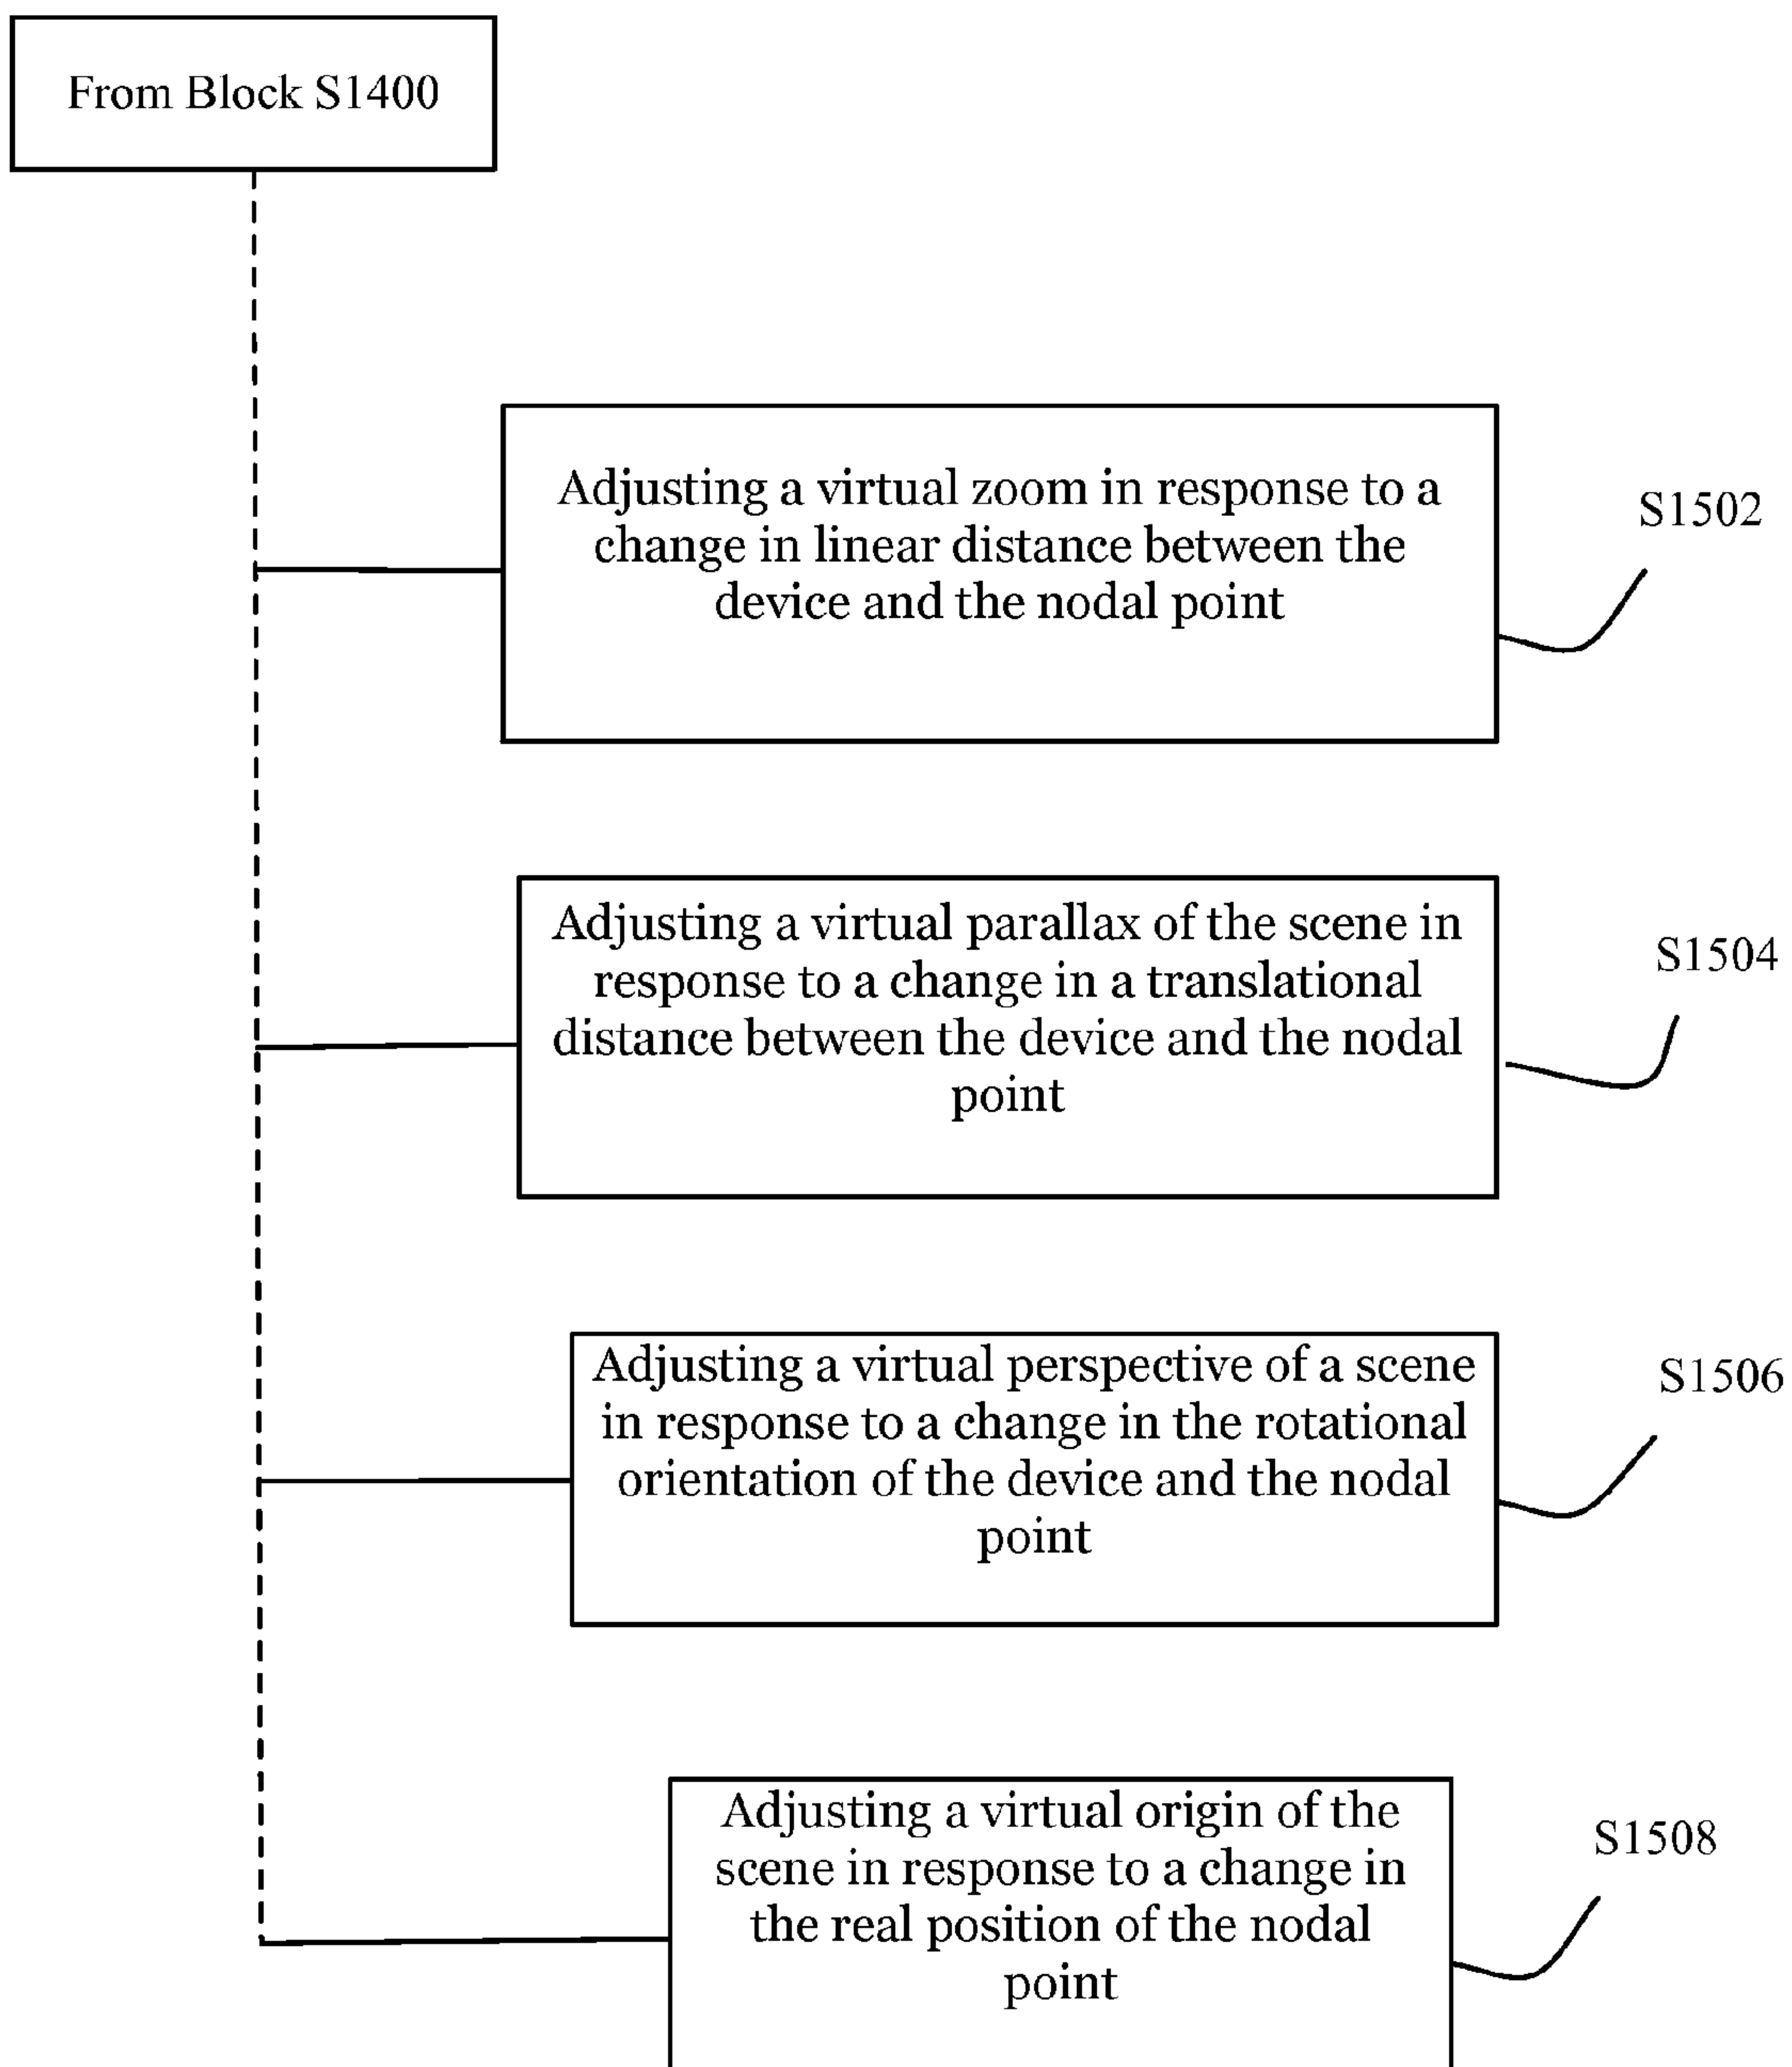 From Block S1400
Adjusting a virtual zoom in response to a
change in linear distance between the
device and the nodal point
S1502
Adjusting a virtual parallax of the scene in
response to a change in a translational
distance between the device and the nodal
point
S1504
Adjusting a virtual perspective of a scene
in response to a change in the rotational
orientation of the device and the nodal
point
S1506
Adjusting a virtual origin of the
scene in response to a change in
the real position of the nodal
point
S1508